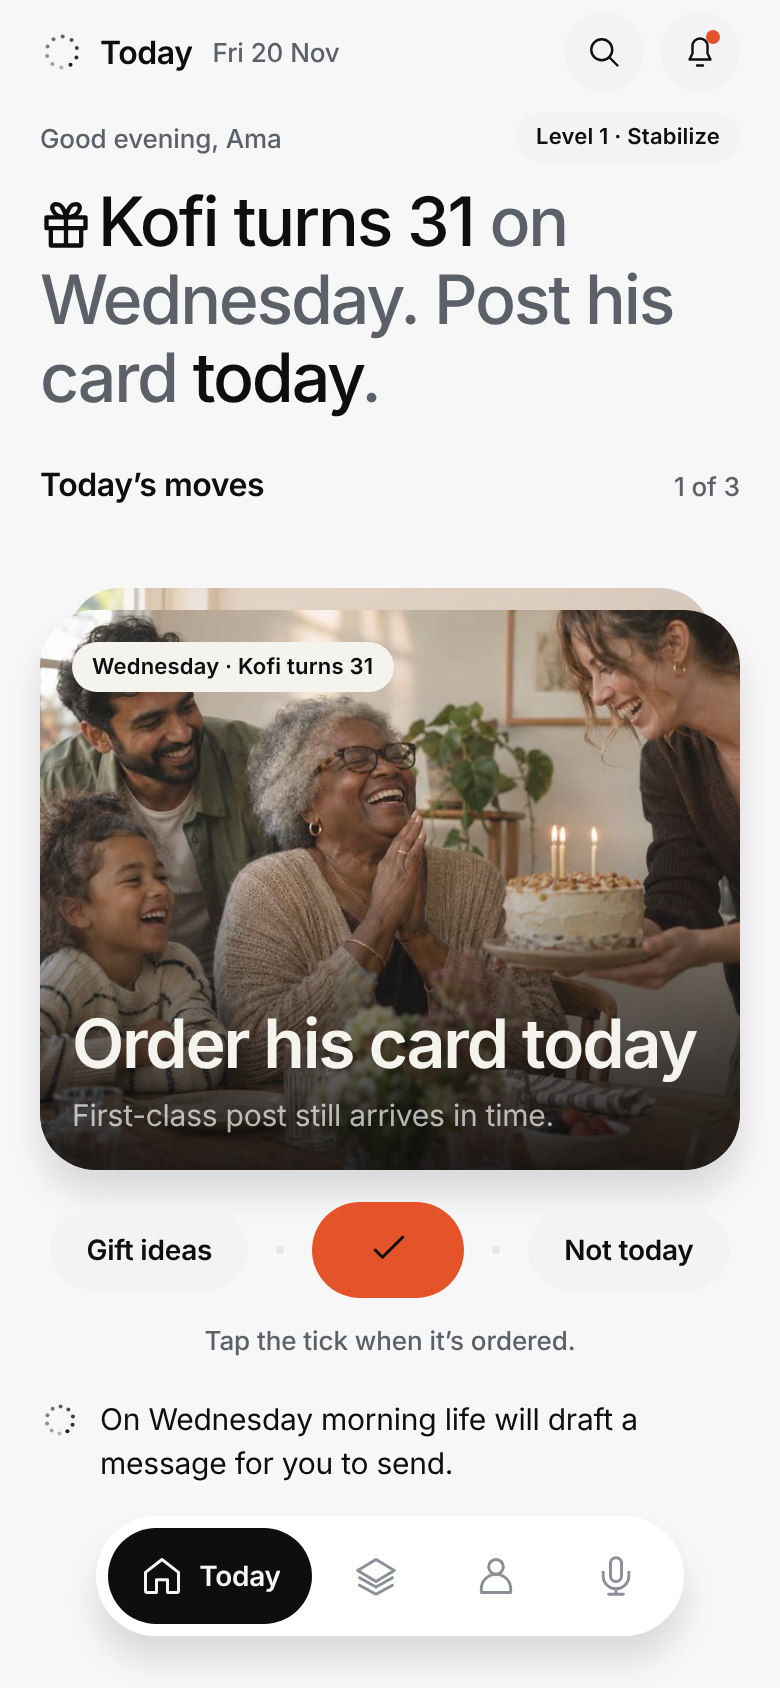 Today Fri 20 Nov
Good evening, Ama
Level 1 · Stabilize
Kofi turns 31 on
Wednesday. Post his
card today.
Today’s moves
1 of 3
Wednesday · Kofi turns 31
Order his card today
First-class post still arrives in time.
Gift ideas
Not today
Tap the tick when it’s ordered.
On Wednesday morning life will draft a
message for you to send.
Today